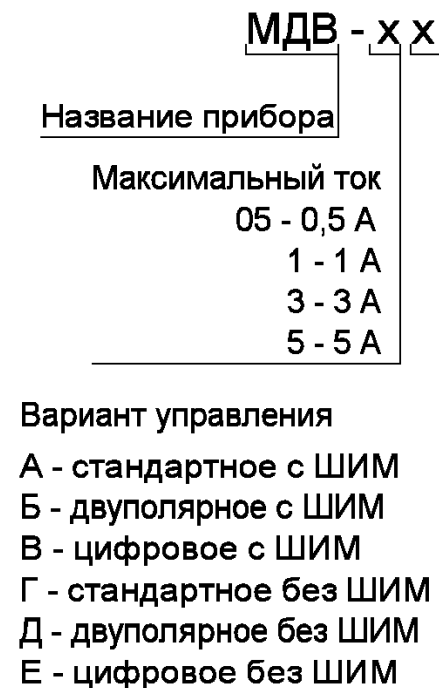 МДВ - х х
Название прибора
Максимальный ток
05 - 0,5 А
1 - 1 А
3 - 3 А
5 - 5 А
Вариант управления
А - стандартное с ШИМ
Б - двуполярное с ШИМ
В - цифровое с ШИМ
Г - стандартное без ШИМ
Д - двуполярное без ШИМ
Е - цифровое без ШИМ